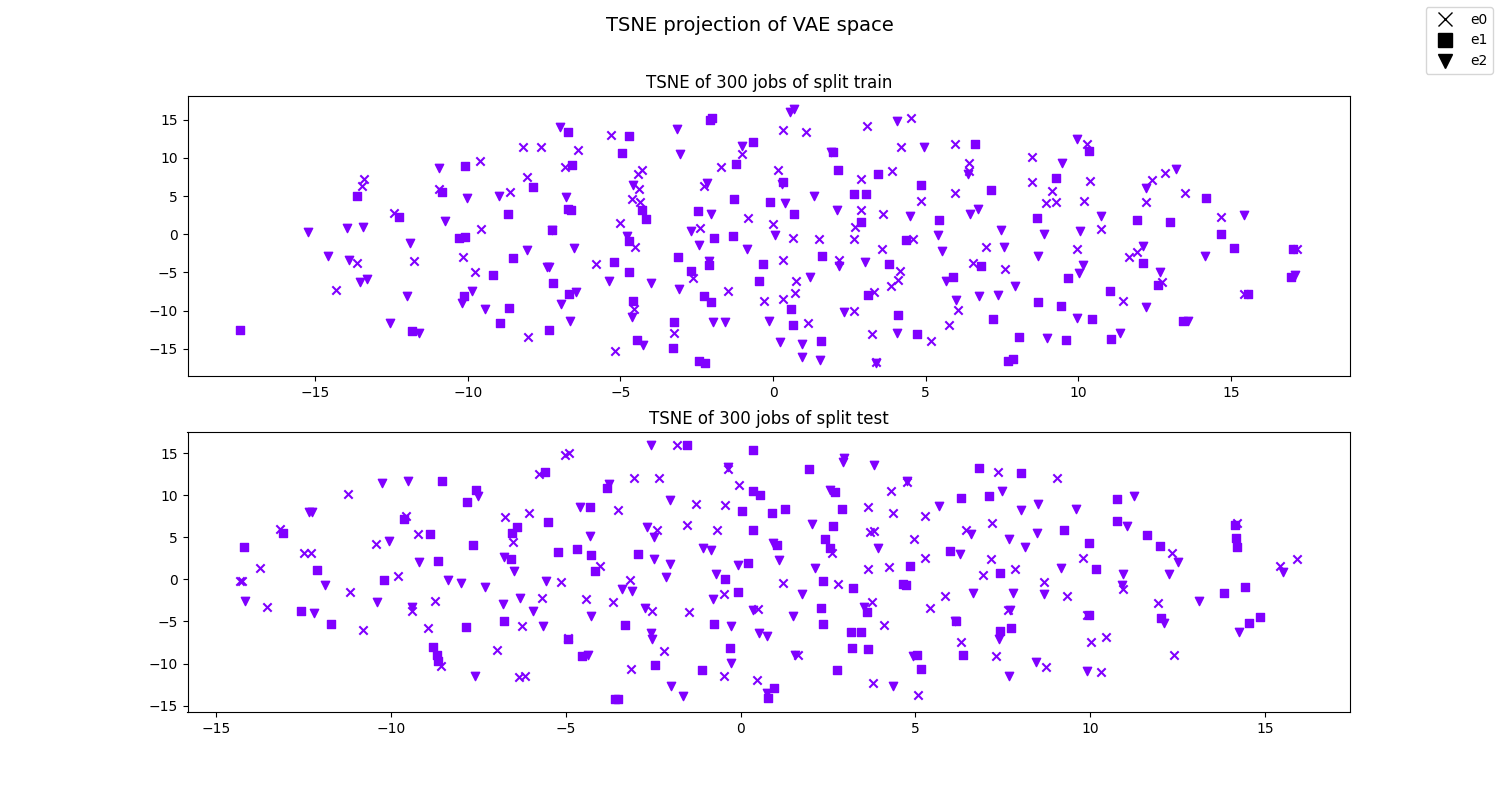 TSNE projection of VAE space
e0
e1
e2
TSNE of 300 jobs of split train
15
10
5
0
−5
−10
−15
−15 −10 −5 0 5 10 15
TSNE of 300 jobs of split test
15
10
5
0
−5
−10
−15
−15 −10 −5 0 5 10 15